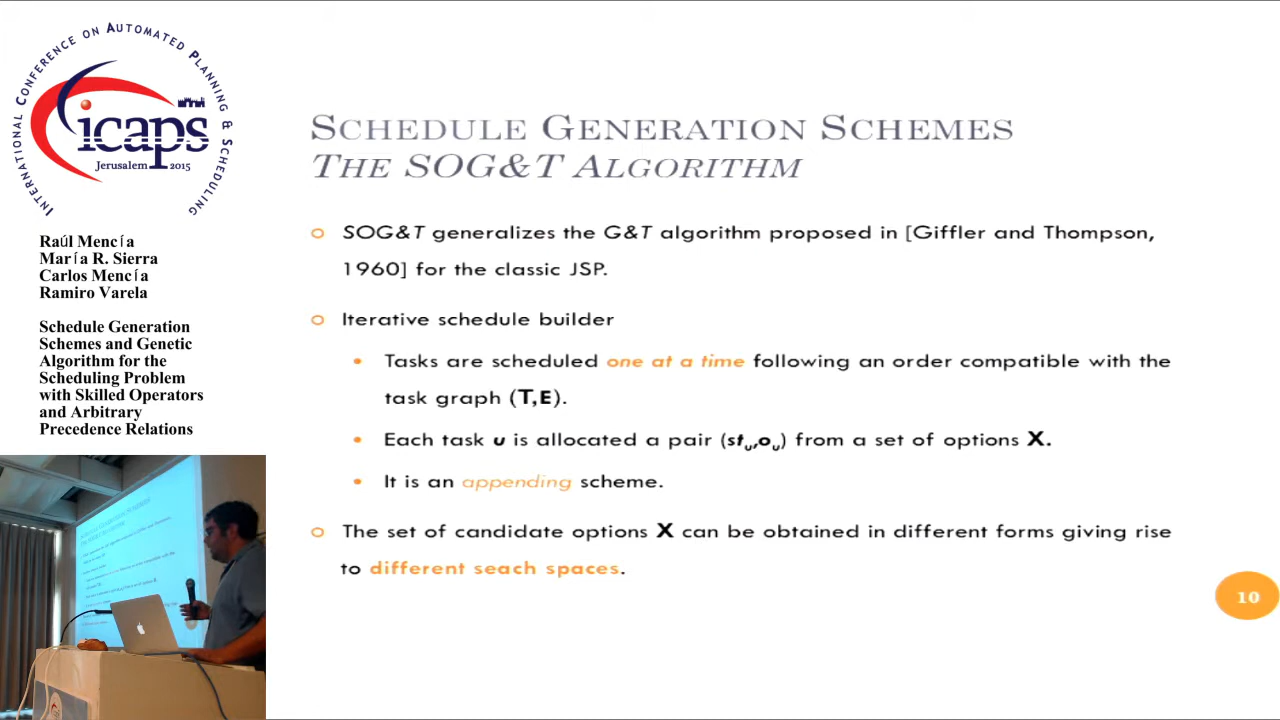 INTERNATIONAL CONFERENCE ON AUTOMATED PLANNING & SCHEDULING
icaps
Jerusalem 2015
Raúl Mencía
María R. Sierra
Carlos Mencía
Ramiro Varela
Schedule Generation
Schemes and Genetic
Algorithm for the
Scheduling Problem
with Skilled Operators
and Arbitrary
Precedence Relations
SCHEDULE GENERATION SCHEMES
THE SOG&T ALGORITHM
SOG&T generalizes the G&T algorithm proposed in [Giffler and Thompson,
1960] for the classic JSP.
Iterative schedule builder
Tasks are scheduled one at a time following an order compatible with the
task graph (T,E).
Each task u is allocated a pair (stu,ou) from a set of options X.
It is an appending scheme.
The set of candidate options X can be obtained in different forms giving rise
to different seach spaces.
10